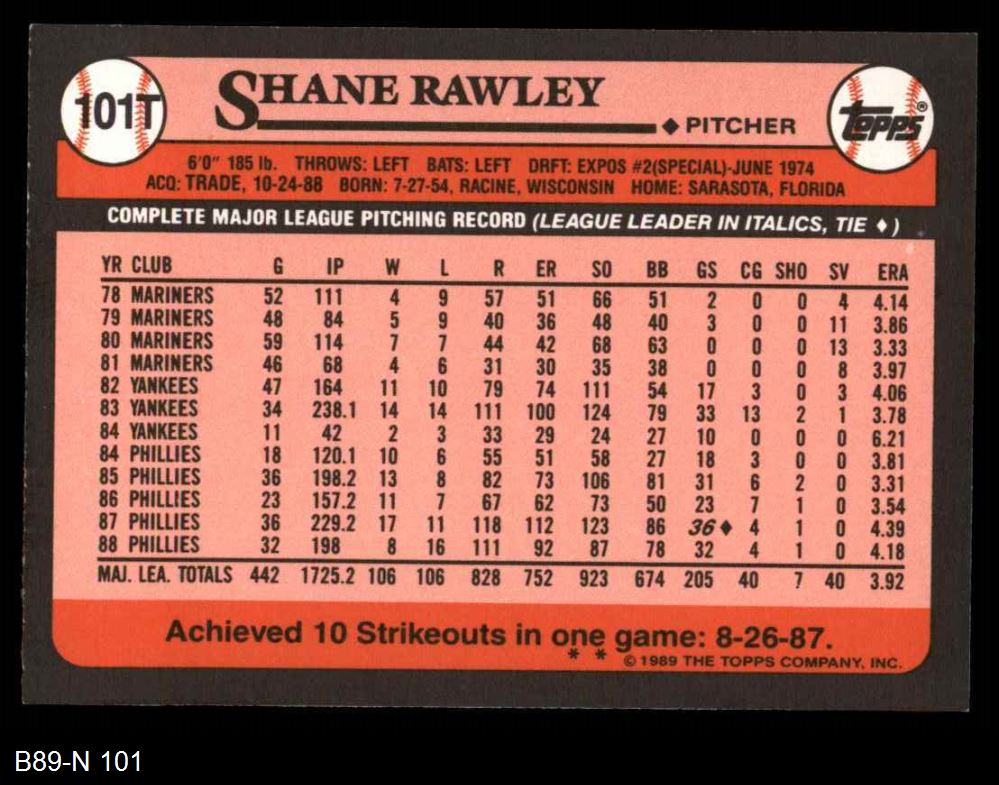 101T
SHANE RAWLEY
◆ PITCHER
TOPPS®
6'0" 185 lb. THROWS: LEFT BATS: LEFT DRFT: EXPOS #2(SPECIAL)-JUNE 1974
ACQ: TRADE, 10-24-88 BORN: 7-27-54, RACINE, WISCONSIN HOME: SARASOTA, FLORIDA
COMPLETE MAJOR LEAGUE PITCHING RECORD (LEAGUE LEADER IN ITALICS, TIE ♦)
YR CLUB G IP W L R ER SO BB GS CG SHO SV ERA
78 MARINERS 52 111 4 9 57 51 66 51 2 0 0 4 4.14
79 MARINERS 48 84 5 9 40 36 48 40 3 0 0 11 3.86
80 MARINERS 59 114 7 7 44 42 68 63 0 0 0 13 3.33
81 MARINERS 46 68 4 6 31 30 35 38 0 0 0 8 3.97
82 YANKEES 47 164 11 10 79 74 111 54 17 3 0 3 4.06
83 YANKEES 34 238.1 14 14 111 100 124 79 33 13 2 1 3.78
84 YANKEES 11 42 2 3 33 29 24 27 10 0 0 0 6.21
84 PHILLIES 18 120.1 10 6 55 51 58 27 18 3 0 0 3.81
85 PHILLIES 36 198.2 13 8 82 73 106 81 31 6 2 0 3.31
86 PHILLIES 23 157.2 11 7 67 62 73 50 23 7 1 0 3.54
87 PHILLIES 36 229.2 17 11 118 112 123 86 36♦ 4 1 0 4.39
88 PHILLIES 32 198 8 16 111 92 87 78 32 4 1 0 4.18
MAJ. LEA. TOTALS 442 1725.2 106 106 828 752 923 674 205 40 7 40 3.92
Achieved 10 Strikeouts in one game: 8-26-87.
* * © 1989 THE TOPPS COMPANY, INC.
B89-N 101